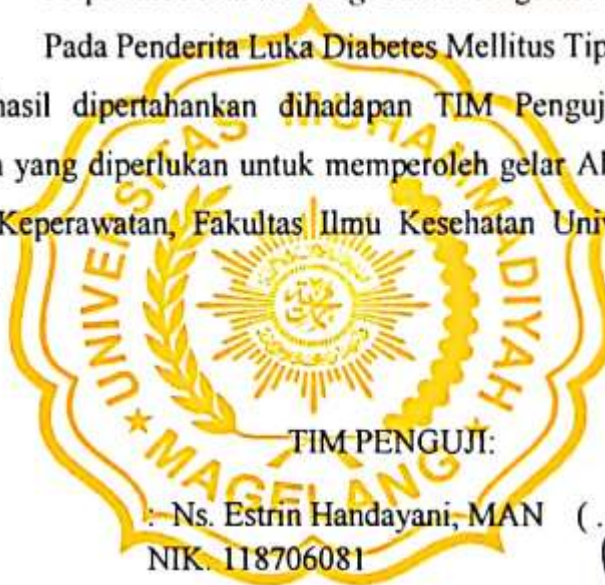 Pada Penderita Luka Diabetes Mellitus Tip
hasil dipertahankan dihadapan TIM Penguj
yang diperlukan untuk memperoleh gelar Al
Keperawatan, Fakultas Ilmu Kesehatan Univ
UNIVERSITAS MUHAMMADIYAH
MAGELANG
TIM PENGUJI:
: Ns. Estrin Handayani, MAN ( .
NIK. 118706081 (